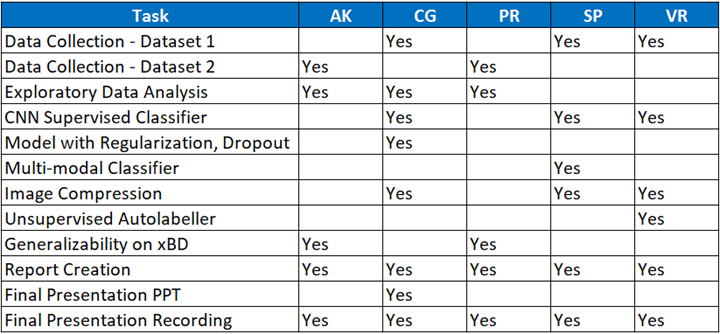 Task AK CG PR SP VR
Data Collection - Dataset 1 Yes Yes Yes
Data Collection - Dataset 2 Yes Yes
Exploratory Data Analysis Yes Yes Yes
CNN Supervised Classifier Yes Yes Yes
Model with Regularization, Dropout Yes
Multi-modal Classifier Yes
Image Compression Yes Yes Yes
Unsupervised Autolabeller Yes
Generalizability on xBD Yes Yes
Report Creation Yes Yes Yes Yes Yes
Final Presentation PPT Yes
Final Presentation Recording Yes Yes Yes Yes Yes